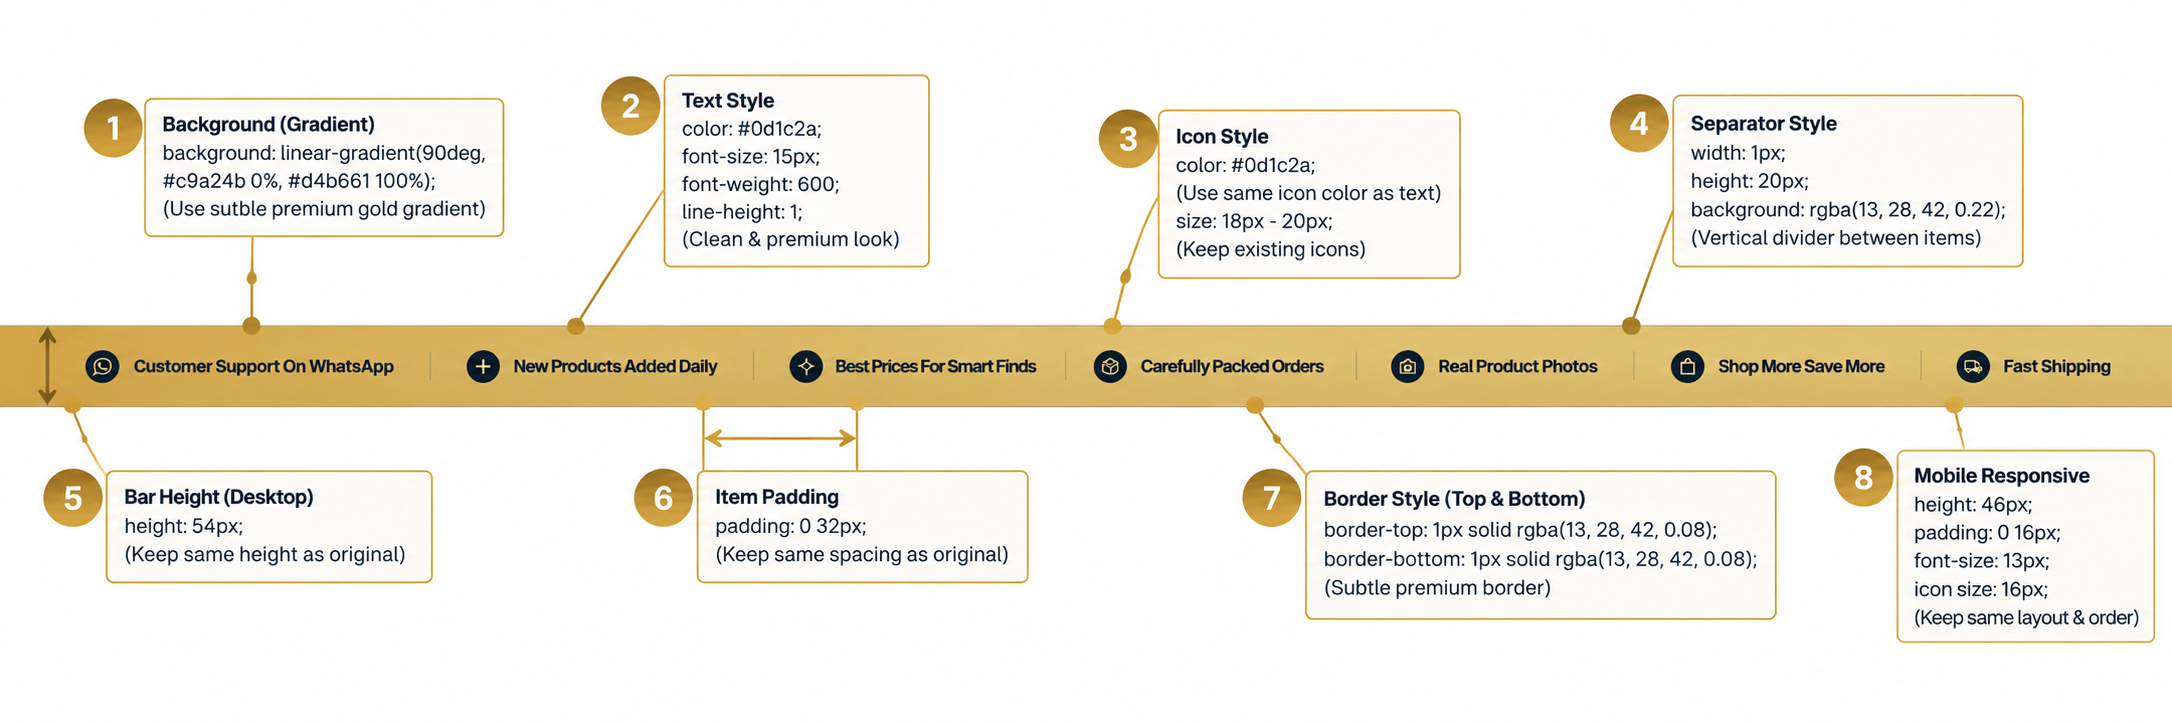 1
Background (Gradient)
background: linear-gradient(90deg,
#c9a24b 0%, #d4b661 100%);
(Use sutble premium gold gradient)
2
Text Style
color: #0d1c2a;
font-size: 15px;
font-weight: 600;
line-height: 1;
(Clean & premium look)
3
Icon Style
color: #0d1c2a;
(Use same icon color as text)
size: 18px - 20px;
(Keep existing icons)
4
Separator Style
width: 1px;
height: 20px;
background: rgba(13, 28, 42, 0.22);
(Vertical divider between items)
Customer Support On WhatsApp
New Products Added Daily
Best Prices For Smart Finds
Carefully Packed Orders
Real Product Photos
Shop More Save More
Fast Shipping
5
Bar Height (Desktop)
height: 54px;
(Keep same height as original)
6
Item Padding
padding: 0 32px;
(Keep same spacing as original)
7
Border Style (Top & Bottom)
border-top: 1px solid rgba(13, 28, 42, 0.08);
border-bottom: 1px solid rgba(13, 28, 42, 0.08);
(Subtle premium border)
8
Mobile Responsive
height: 46px;
padding: 0 16px;
font-size: 13px;
icon size: 16px;
(Keep same layout & order)